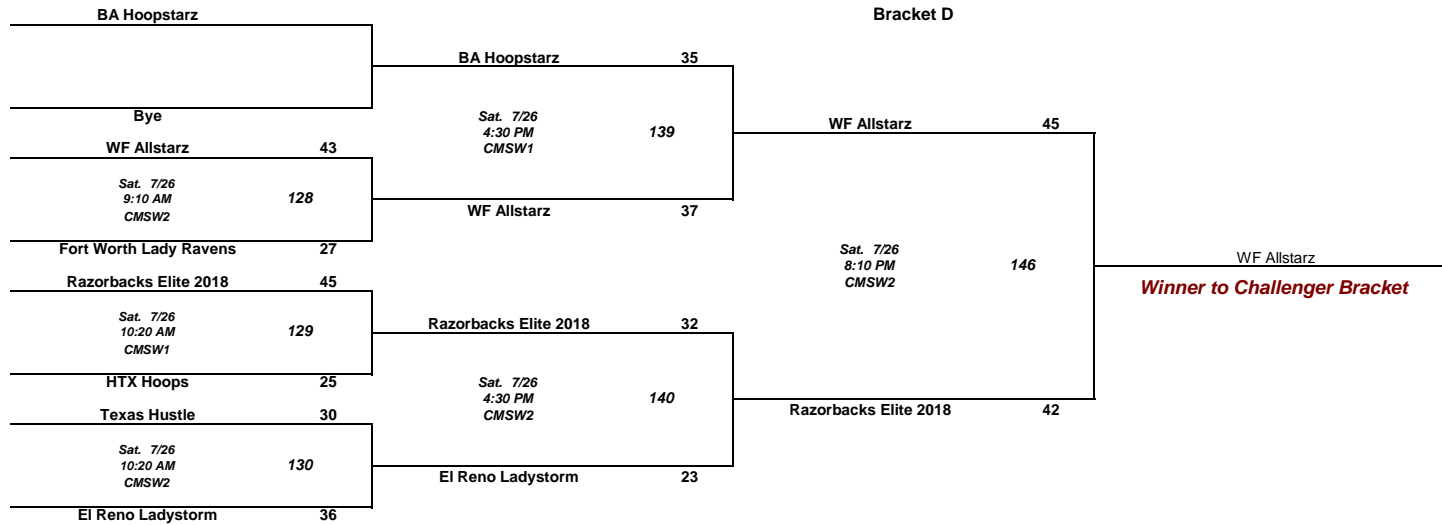 BA Hoopstarz
Bracket D
BA Hoopstarz 35
Bye
Sat. 7/26
4:30 PM
CMSW1
139
WF Allstarz 45
WF Allstarz 43
Sat. 7/26
9:10 AM
CMSW2
128
WF Allstarz 37
Fort Worth Lady Ravens 27
Sat. 7/26
8:10 PM
CMSW2
146
WF Allstarz
Winner to Challenger Bracket
Razorbacks Elite 2018 45
Sat. 7/26
10:20 AM
CMSW1
129
Razorbacks Elite 2018 32
HTX Hoops 25
Sat. 7/26
4:30 PM
CMSW2
140
Razorbacks Elite 2018 42
Texas Hustle 30
Sat. 7/26
10:20 AM
CMSW2
130
El Reno Ladystorm 23
El Reno Ladystorm 36